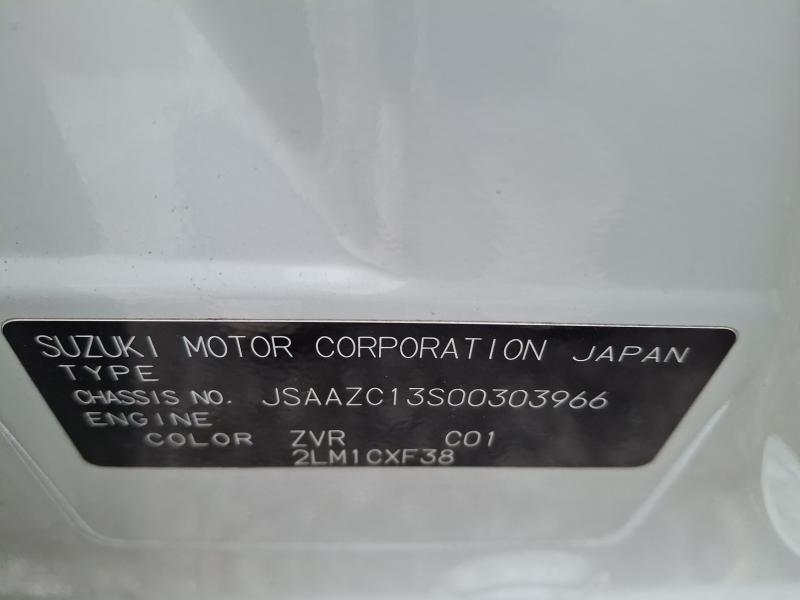 SUZUKI MOTOR CORPORATION JAPAN
TYPE
CHASSIS NO. JSAAZC13S00303966
ENGINE
COLOR ZVR C01
2LM1CXF38